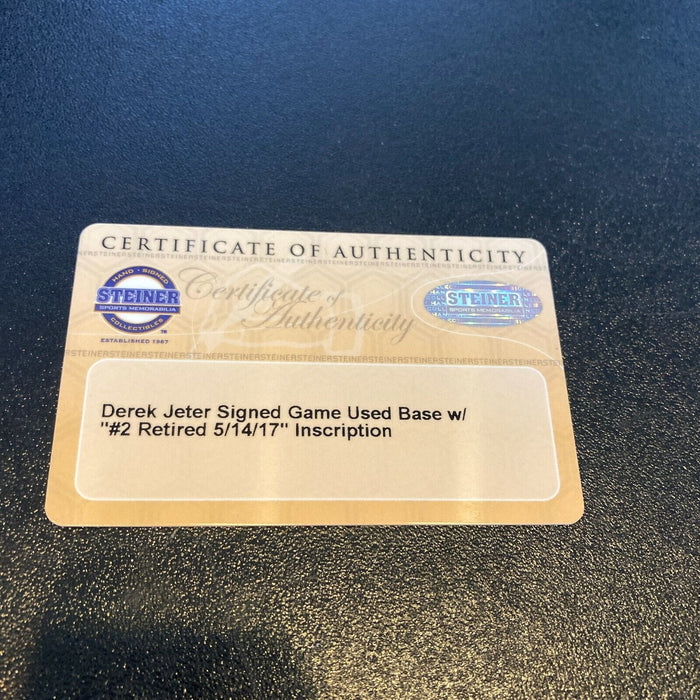 CERTIFICATE OF AUTHENTICITY
HAND · SIGNED
STEINER
SPORTS MEMORABILIA
COLLECTIBLES
TM
ESTABLISHED 1987
Certificate of
Authenticity
STEINER
SPORTS MEMORABILIA
Derek Jeter Signed Game Used Base w/
"#2 Retired 5/14/17" Inscription